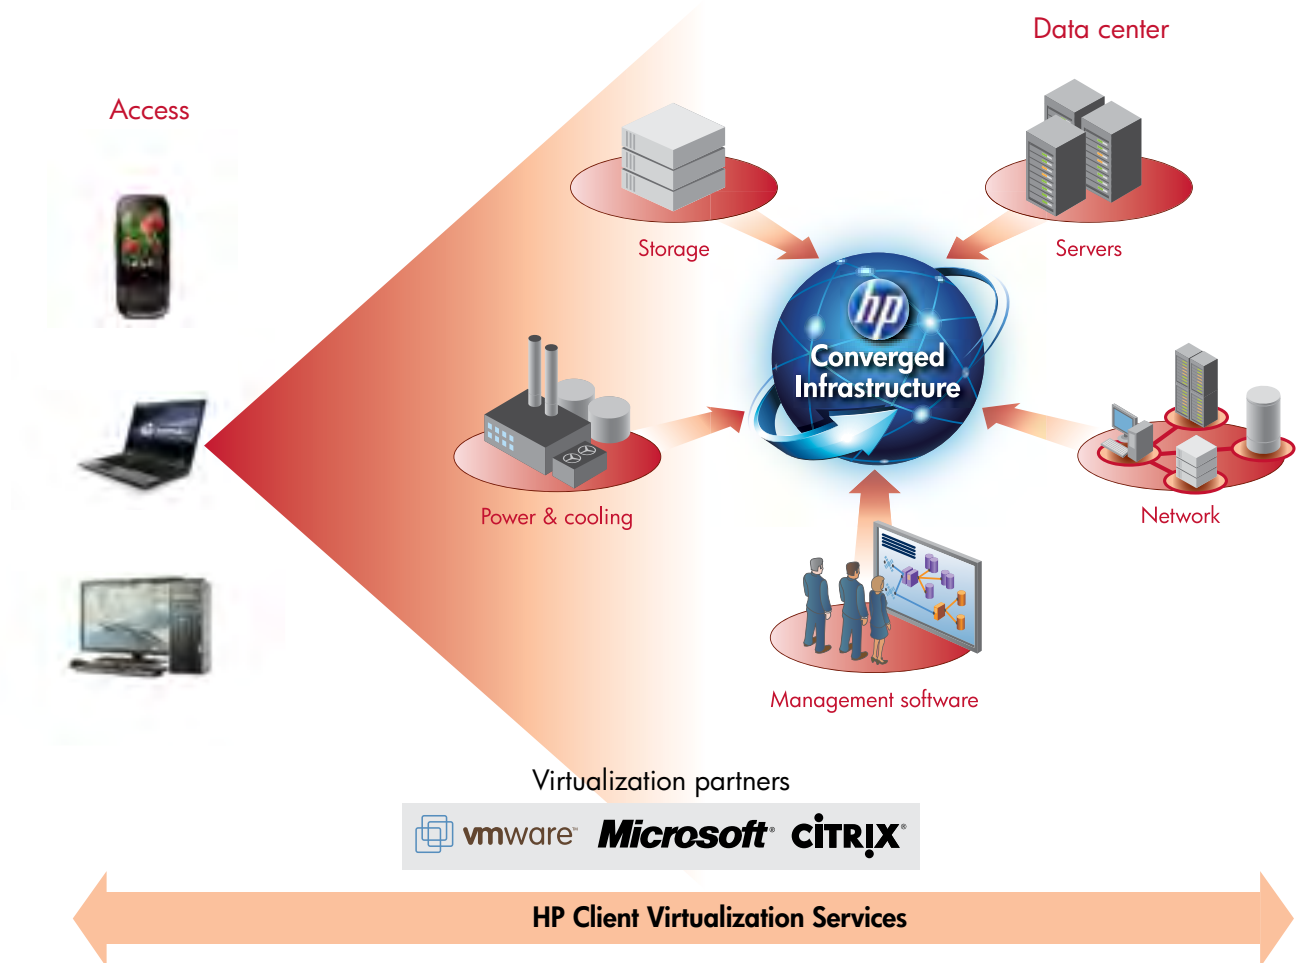 Data center
Access
Storage
Servers
hp
Converged
Infrastructure
Power & cooling
Network
Management software
Virtualization partners
vmware™ Microsoft® CITRIX®
HP Client Virtualization Services